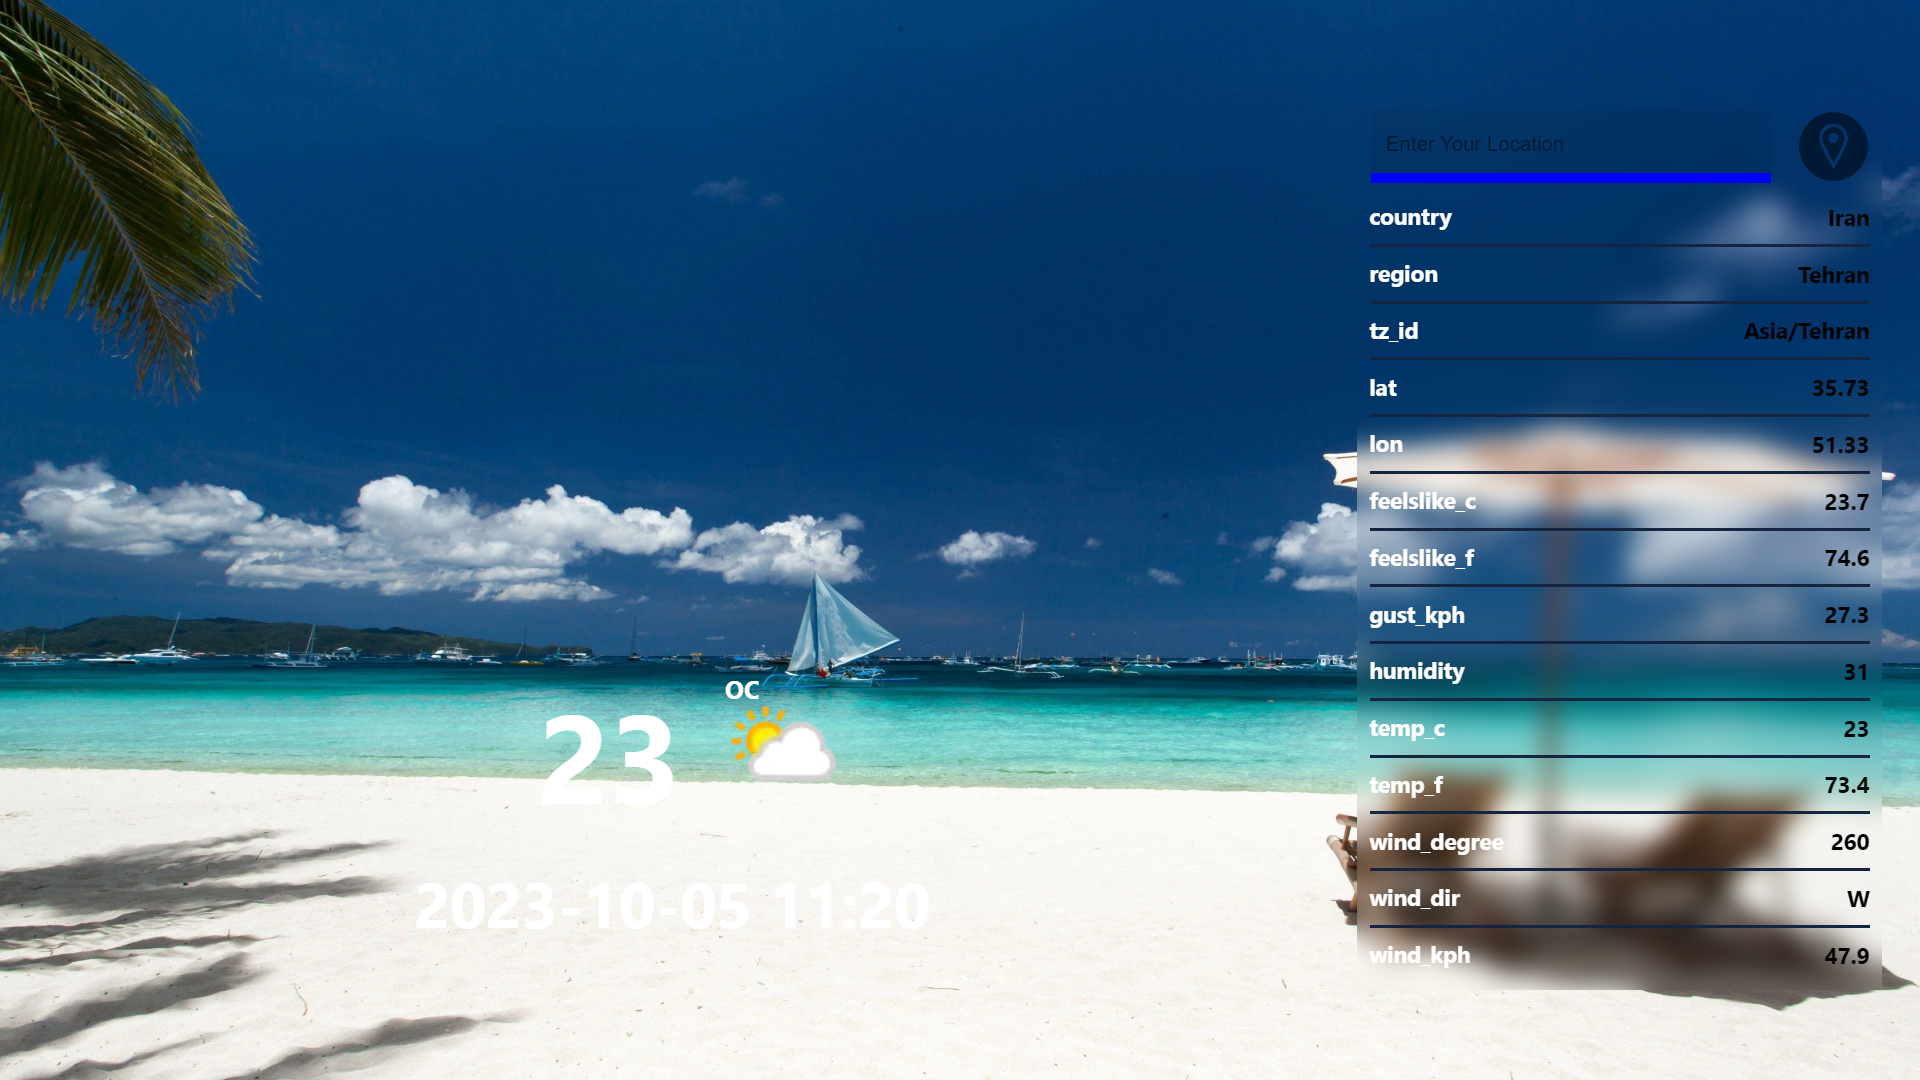 Enter Your Location
country Iran
region Tehran
tz_id Asia/Tehran
lat 35.73
lon 51.33
feelslike_c 23.7
feelslike_f 74.6
gust_kph 27.3
humidity 31
temp_c 23
temp_f 73.4
wind_degree 260
wind_dir W
wind_kph 47.9
OC
23
2023-10-05 11:20